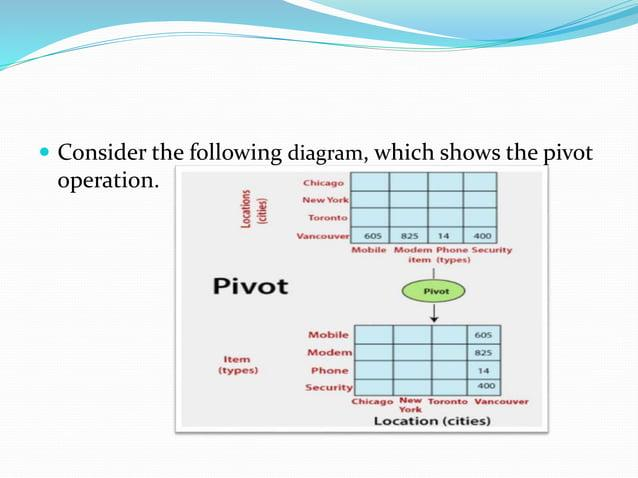 Consider the following diagram, which shows the pivot
operation.
Locations
(cities)
Chicago
New York
Toronto
Vancouver 605 825 14 400
Mobile Modem Phone Security
item (types)
Pivot
Pivot
Item
(types)
Mobile 605
Modem 825
Phone 14
Security 400
Chicago New York Toronto Vancouver
Location (cities)